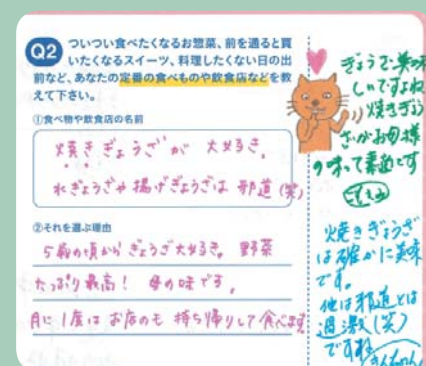 Q2 ついつい食べたくなるお惣菜、前を通ると買
いたくなるスイーツ、料理したくない日の出
前など、あなたの定番の食べものや飲食店などを教
えて下さい。
①食べ物や飲食店の名前
焼きぎょうざが 大好き。
水ぎょうざや揚げぎょうざは 邪道(笑)
②それを選ぶ理由
5歳の頃からぎょうざ大好き。 野菜
たっぷり最高! 母の味です。
月に1度はお店のも 持ち帰りして食べます
ぎょうざ美味
しいですよね
焼きぎょう
ざがお母様
の味って素敵です
焼きぎょうざ
は確かに美味
です。
他は邪道とは
過激(笑)
ですね